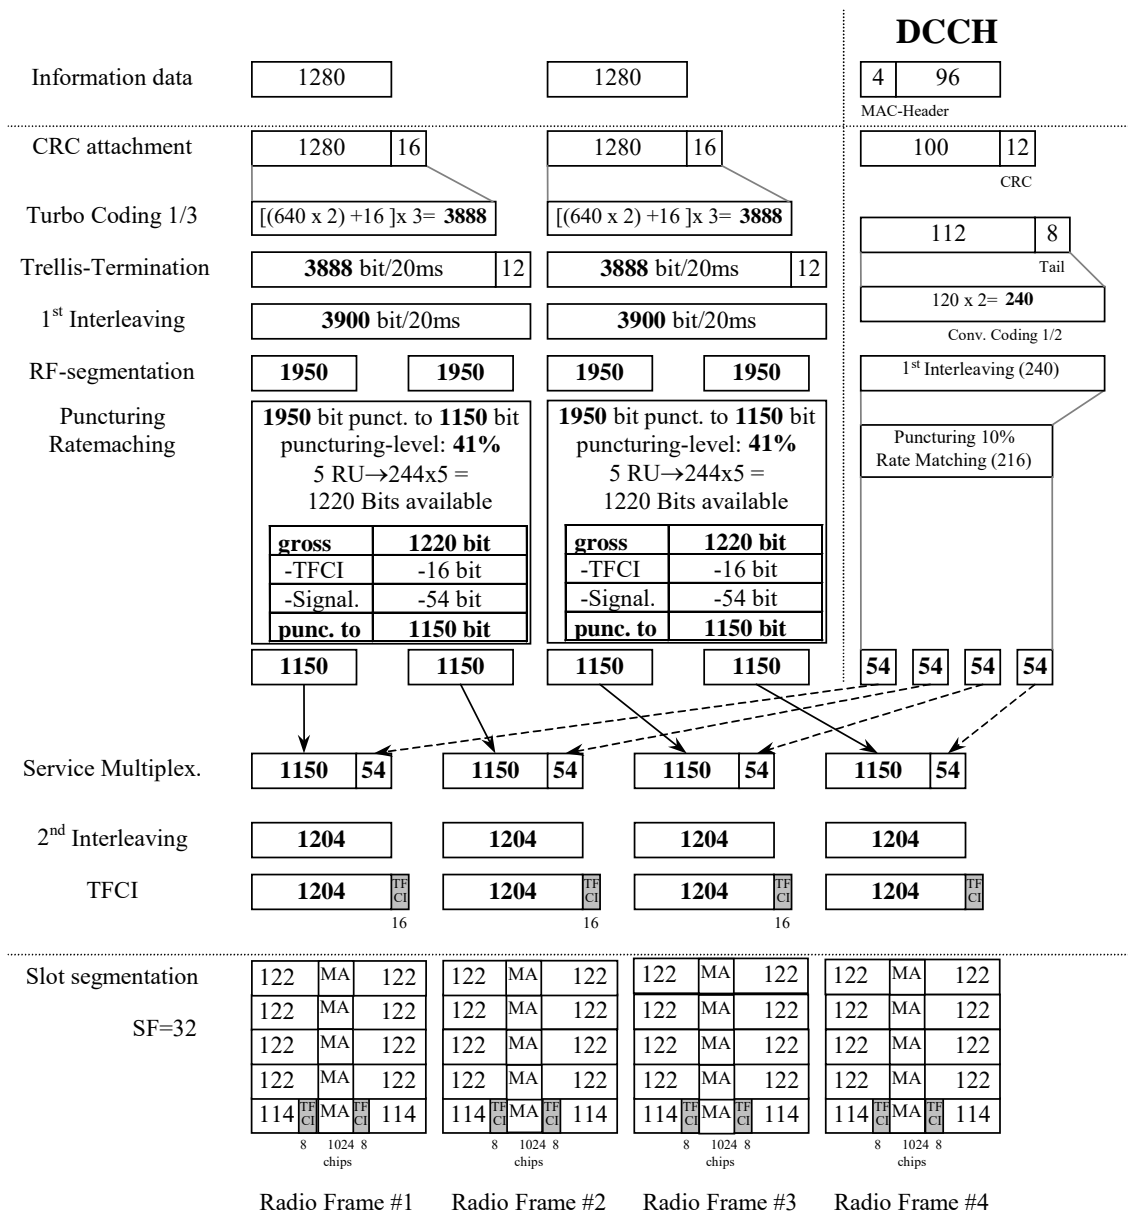 DCCH
Information data 1280 1280 4 96
MAC-Header
CRC attachment 1280 16 1280 16 100 12
CRC
Turbo Coding 1/3 [(640 x 2) +16 ]x 3= 3888 [(640 x 2) +16 ]x 3= 3888
112 8
Trellis-Termination 3888 bit/20ms 12 3888 bit/20ms 12
Tail
120 x 2= 240
1st Interleaving 3900 bit/20ms 3900 bit/20ms
Conv. Coding 1/2
RF-segmentation 1950 1950 1950 1950 1st Interleaving (240)
Puncturing
Ratemaching
1950 bit punct. to 1150 bit
puncturing-level: 41%
5 RU→244x5 =
1220 Bits available
gross 1220 bit
-TFCI -16 bit
-Signal. -54 bit
punc. to 1150 bit
1950 bit punct. to 1150 bit
puncturing-level: 41%
5 RU→244x5 =
1220 Bits available
gross 1220 bit
-TFCI -16 bit
-Signal. -54 bit
punc. to 1150 bit
Puncturing 10%
Rate Matching (216)
1150 1150 1150 1150 54 54 54 54
Service Multiplex. 1150 54 1150 54 1150 54 1150 54
2nd Interleaving 1204 1204 1204 1204
TFCI 1204 TF CI 1204 TF CI 1204 TF CI 1204 TF CI
16 16 16
Slot segmentation 122 MA 122 122 MA 122 122 MA 122 122 MA 122
SF=32 122 MA 122 122 MA 122 122 MA 122 122 MA 122
122 MA 122 122 MA 122 122 MA 122 122 MA 122
122 MA 122 122 MA 122 122 MA 122 122 MA 122
114 TF CI MA TF CI 114 114 TF CI MA TF CI 114 114 TF CI MA TF CI 114 114 TF CI MA TF CI 114
8 1024 8 8 1024 8 8 1024 8 8 1024 8
chips chips chips chips
Radio Frame #1 Radio Frame #2 Radio Frame #3 Radio Frame #4